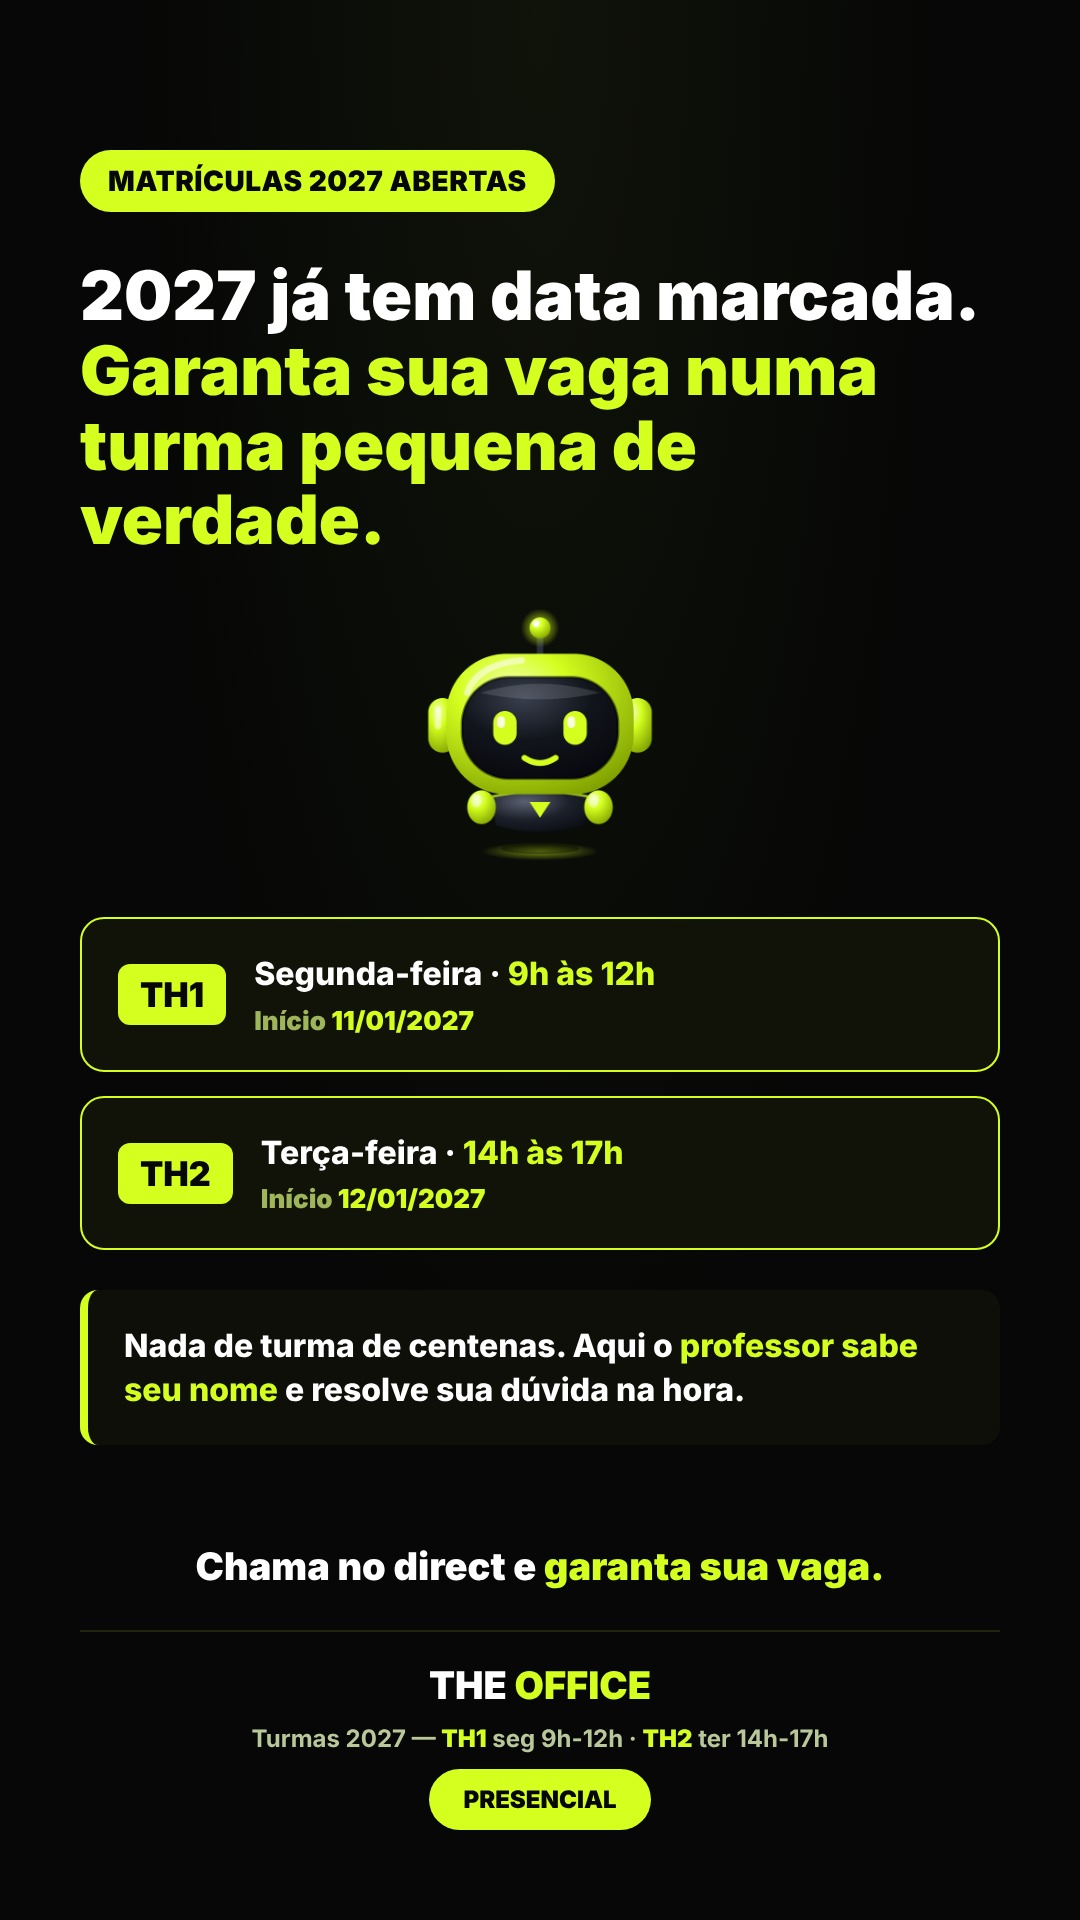 MATRÍCULAS 2027 ABERTAS
2027 já tem data marcada.
Garanta sua vaga numa
turma pequena de
verdade.
TH1
Segunda-feira · 9h às 12h
Início 11/01/2027
TH2
Terça-feira · 14h às 17h
Início 12/01/2027
Nada de turma de centenas. Aqui o professor sabe
seu nome e resolve sua dúvida na hora.
Chama no direct e garanta sua vaga.
THE OFFICE
Turmas 2027 — TH1 seg 9h-12h · TH2 ter 14h-17h
PRESENCIAL